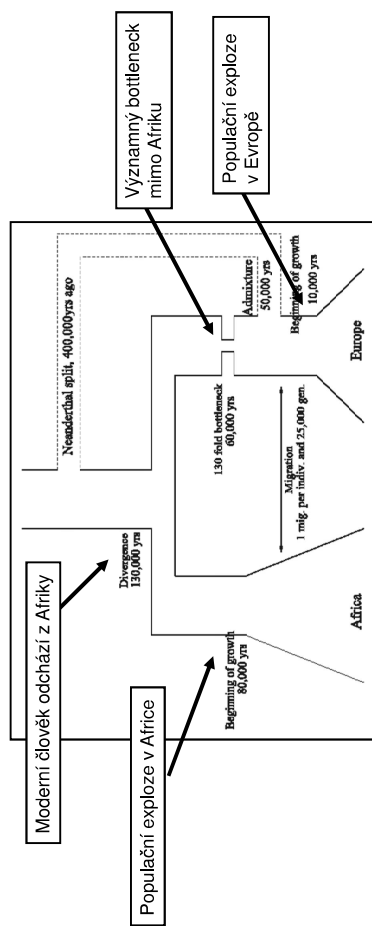 Moderní člověk odchází z Afriky
Populační exploze v Africe
Významný bottleneck
mimo Afriku
Populační exploze
v Evropě
Neanderthal split, 400,000yrs ago
Divergence
130,000 yrs
Beginning of growth
80,000 yrs
130 fold bottleneck
60,000 yrs
Admixture
50,000 yrs
Beginning of growth
10,000 yrs
Migration
1 mig. per indiv. and 25,000 gen.
Africa
Europe